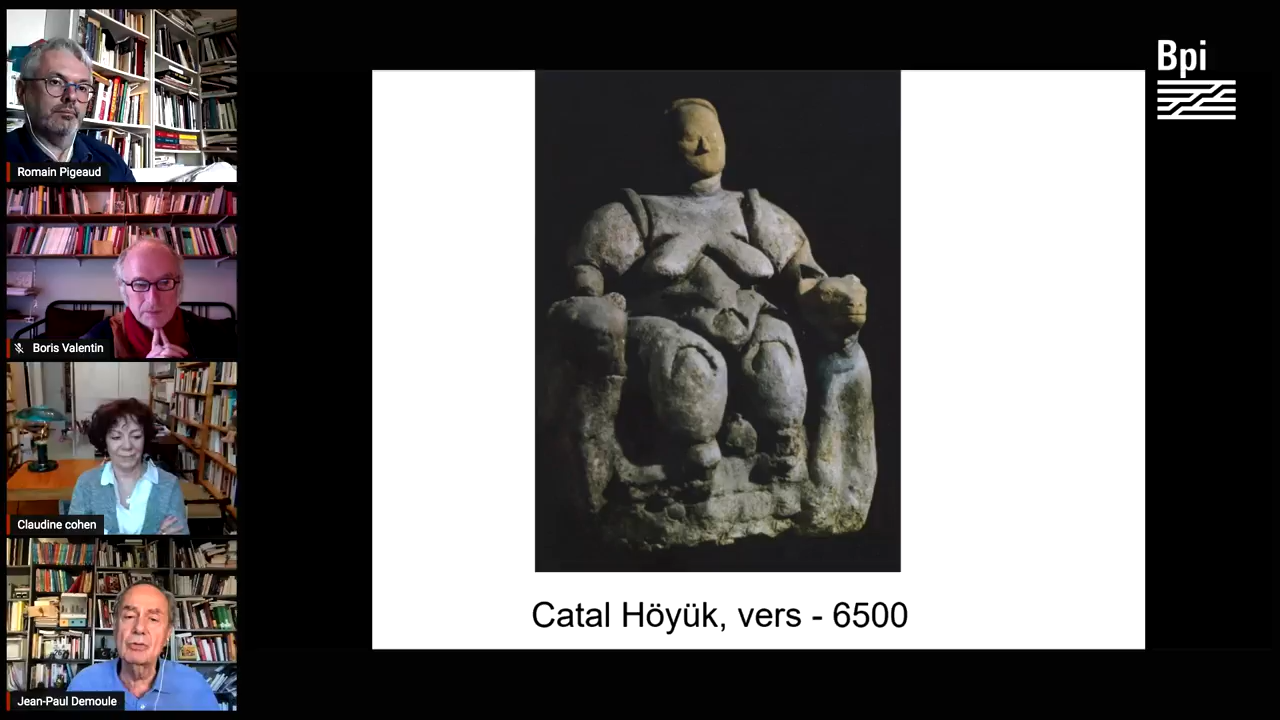 Romain Pigeaud
Boris Valentin
Claudine cohen
Jean-Paul Demoule
Bpi
Catal Höyük, vers - 6500